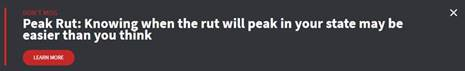 DON'T MISS
Peak Rut: Knowing when the rut will peak in your state may be
easier than you think
LEARN MORE